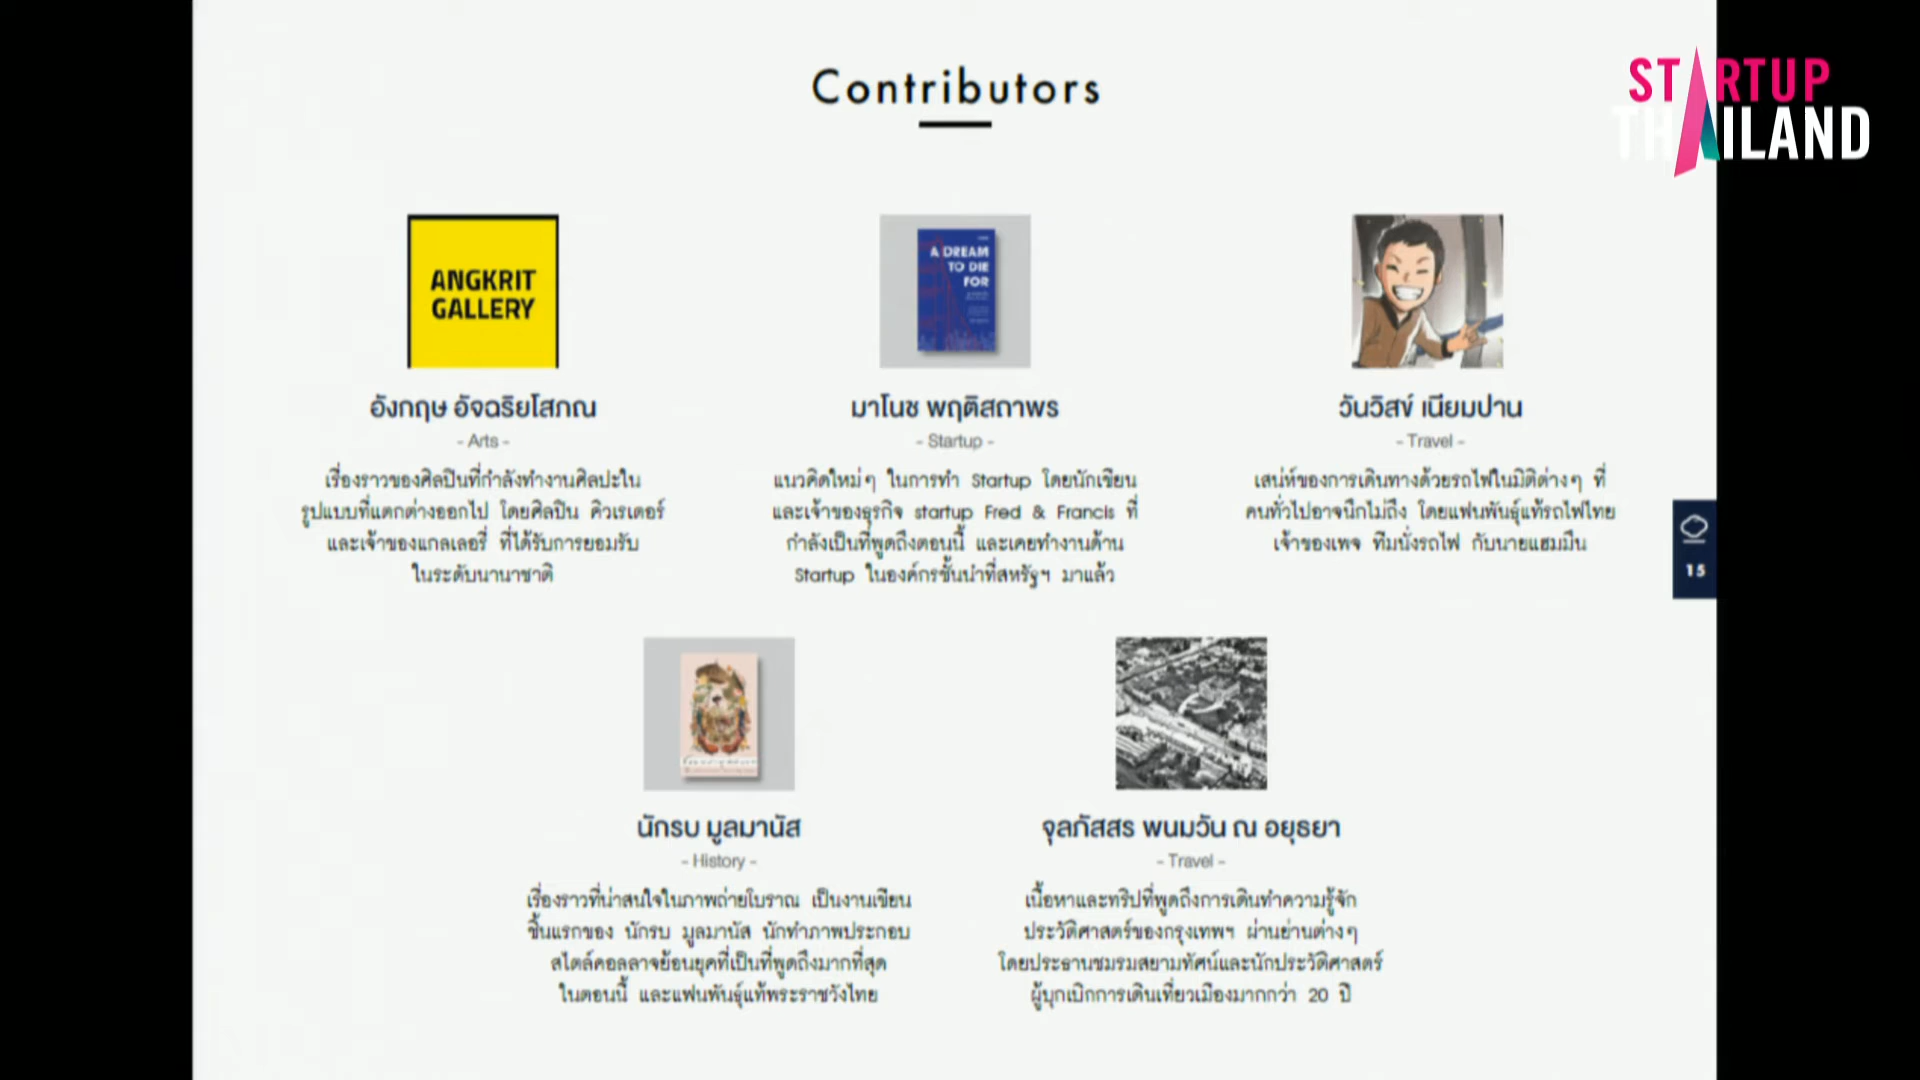 Contributors
STARTUP
THAILAND
ANGKRIT
GALLERY
อังกฤษ อัจฉริยโสภณ
- Arts -
เรื่องราวของศิลปินที่กำลังทำงานศิลปะใน
รูปแบบที่แตกต่างออกไป โดยศิลปิน คิวเรเตอร์
และเจ้าของแกลเลอรี่ ที่ได้รับการยอมรับ
ในระดับนานาชาติ
A DREAM
TO DIE
FOR
มาโนช พฤติสถาพร
- Startup -
แนวคิดใหม่ๆ ในการทำ Startup โดยนักเขียน
และเจ้าของธุรกิจ startup Fred & Francis ที่
กำลังเป็นที่พูดถึงตอนนี้ และเคยทำงานด้าน
Startup ในองค์กรชั้นนำที่สหรัฐฯ มาแล้ว
วันวิสข์ เนียมปาน
- Travel -
เสน่ห์ของการเดินทางด้วยรถไฟในมิติต่างๆ ที่
คนทั่วไปอาจนึกไม่ถึง โดยแฟนพันธุ์แท้รถไฟไทย
เจ้าของเพจ ทีมนั่งรถไฟ กับนายแฮมมึน
15
นักรบ มูลมานัส
- History -
เรื่องราวที่น่าสนใจในภาพถ่ายโบราณ เป็นงานเขียน
ชิ้นแรกของ นักรบ มูลมานัส นักทำภาพประกอบ
สไตล์คอลลาจย้อนยุคที่เป็นที่พูดถึงมากที่สุด
ในตอนนี้ และแฟนพันธุ์แท้พระราชวังไทย
จุลภัสสร พนมวัน ณ อยุธยา
- Travel -
เนื้อหาและทริปที่พูดถึงการเดินทำความรู้จัก
ประวัติศาสตร์ของกรุงเทพฯ ผ่านย่านต่างๆ
โดยประธานชมรมสยามทัศน์และนักประวัติศาสตร์
ผู้บุกเบิกการเดินเที่ยวเมืองมากกว่า 20 ปี